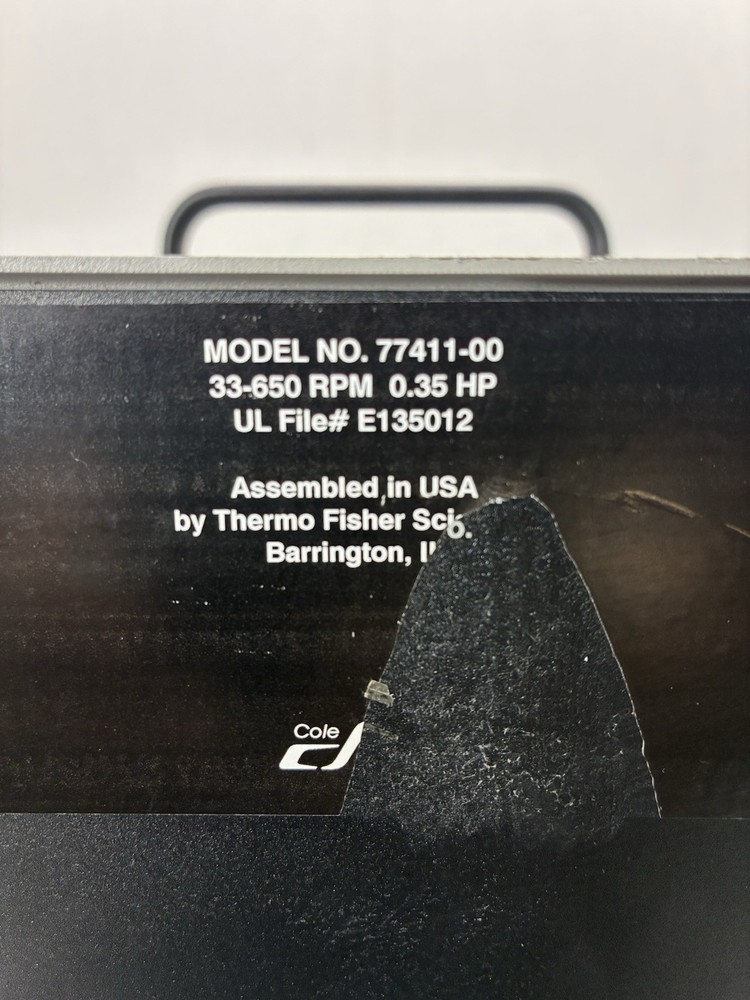 MODEL NO. 77411-00
33-650 RPM 0.35 HP
UL File# E135012
Assembled in USA
by Thermo Fisher Sci
Barrington,
Cole